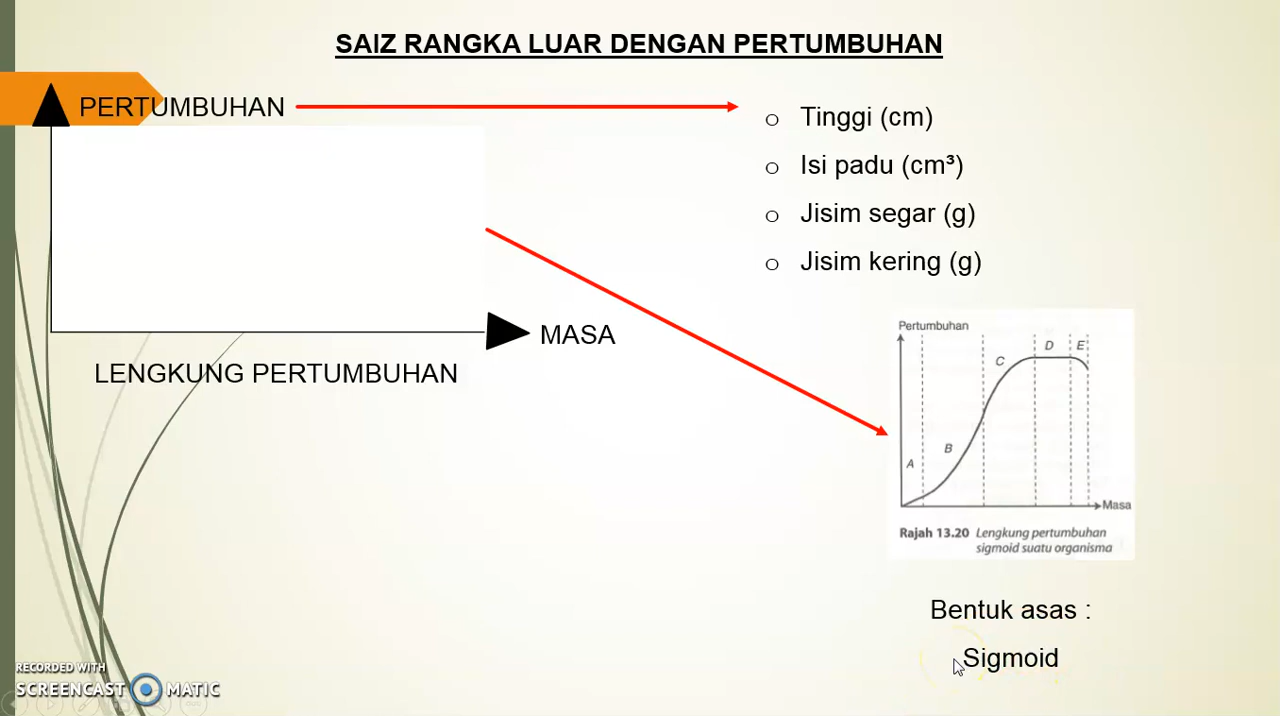 SAIZ RANGKA LUAR DENGAN PERTUMBUHAN
PERTUMBUHAN
MASA
LENGKUNG PERTUMBUHAN
o Tinggi (cm)
o Isi padu (cm³)
o Jisim segar (g)
o Jisim kering (g)
Pertumbuhan
A
B
C
D
E
Masa
Rajah 13.20 Lengkung pertumbuhan
sigmoid suatu organisma
Bentuk asas :
Sigmoid
RECORDED WITH
SCREENCAST MATIC